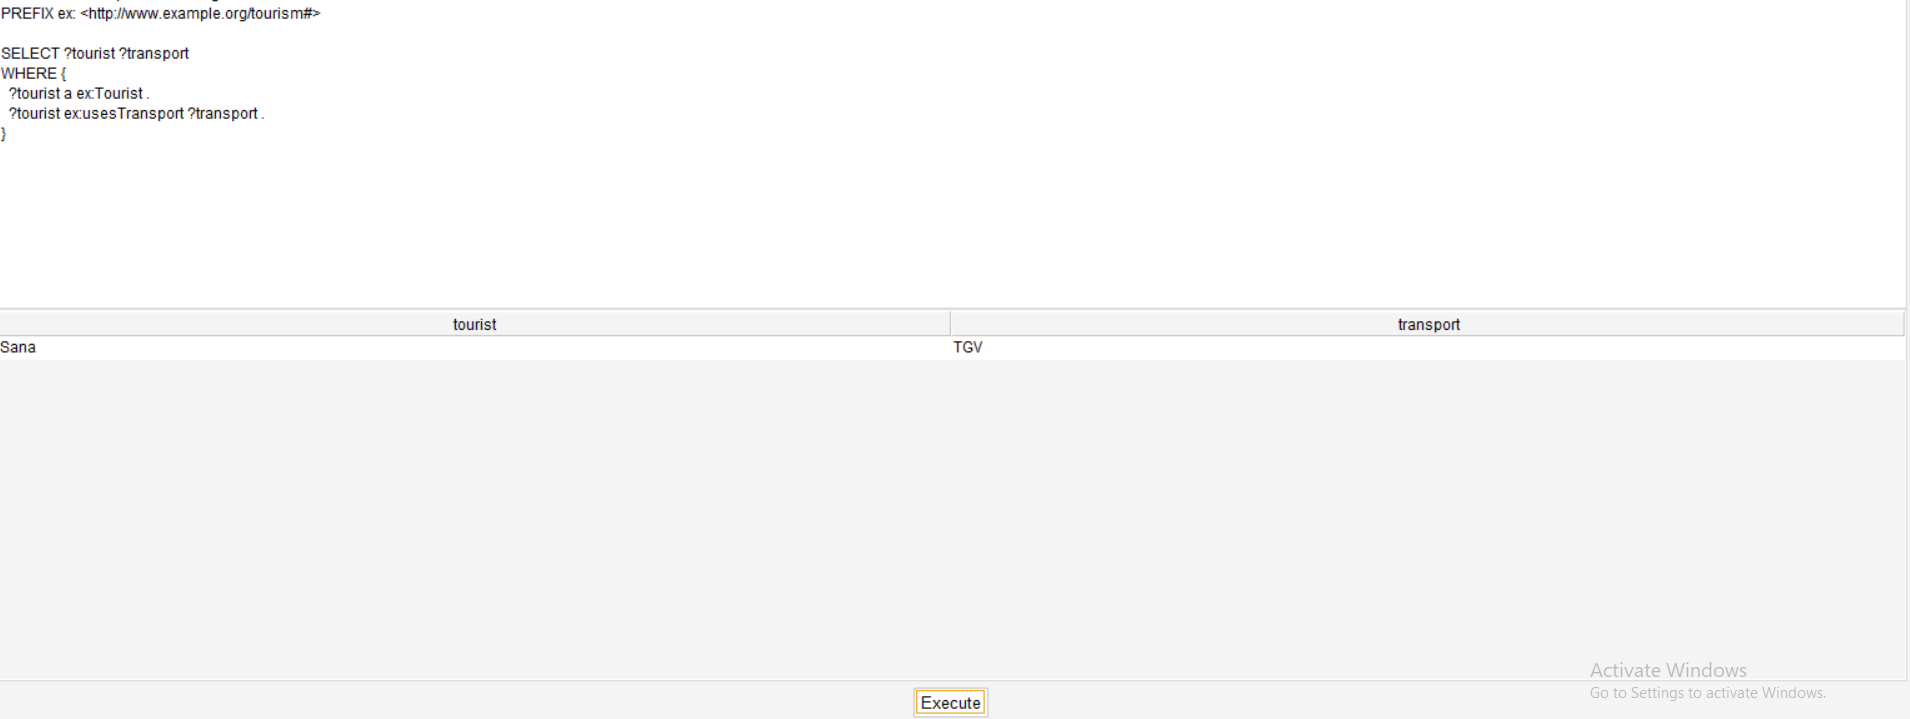 PREFIX ex: <http://www.example.org/tourism#>
SELECT ?tourist ?transport
WHERE {
?tourist a ex:Tourist .
?tourist ex:usesTransport ?transport .
}
tourist transport
Sana TGV
Activate Windows
Go to Settings to activate Windows.
Execute